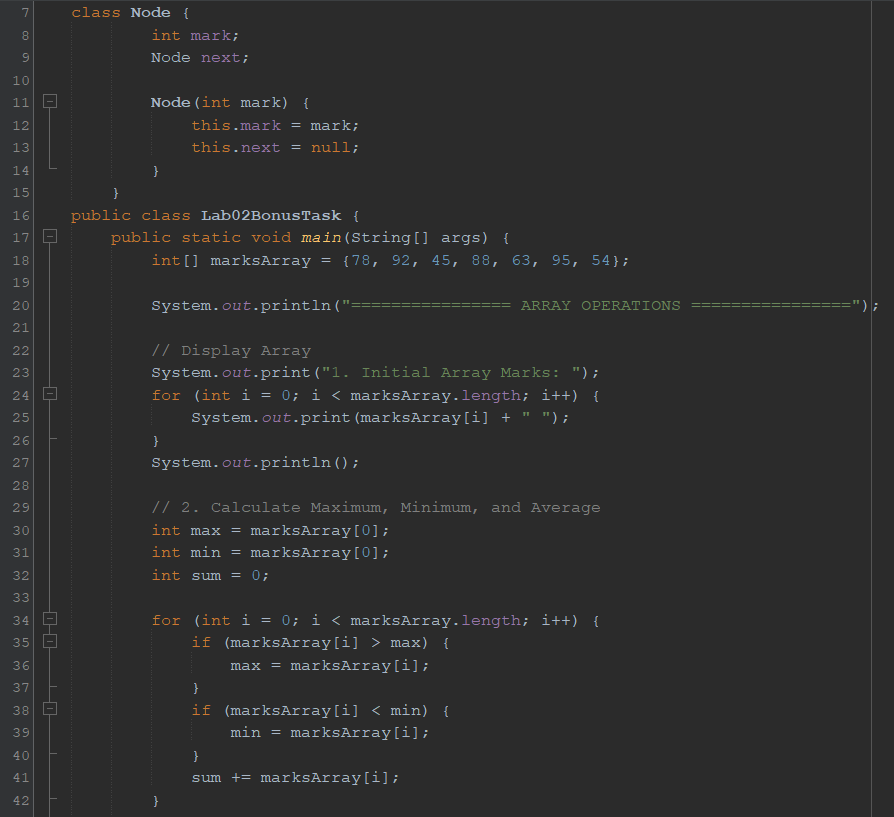 7 class Node {
8 int mark;
9 Node next;
10
11 Node(int mark) {
12 this.mark = mark;
13 this.next = null;
14 }
15 }
16 public class Lab02BonusTask {
17 public static void main(String[] args) {
18 int[] marksArray = {78, 92, 45, 88, 63, 95, 54};
19
20 System.out.println("================ ARRAY OPERATIONS ================");
21
22 // Display Array
23 System.out.print("1. Initial Array Marks: ");
24 for (int i = 0; i < marksArray.length; i++) {
25 System.out.print(marksArray[i] + " ");
26 }
27 System.out.println();
28
29 // 2. Calculate Maximum, Minimum, and Average
30 int max = marksArray[0];
31 int min = marksArray[0];
32 int sum = 0;
33
34 for (int i = 0; i < marksArray.length; i++) {
35 if (marksArray[i] > max) {
36 max = marksArray[i];
37 }
38 if (marksArray[i] < min) {
39 min = marksArray[i];
40 }
41 sum += marksArray[i];
42 }